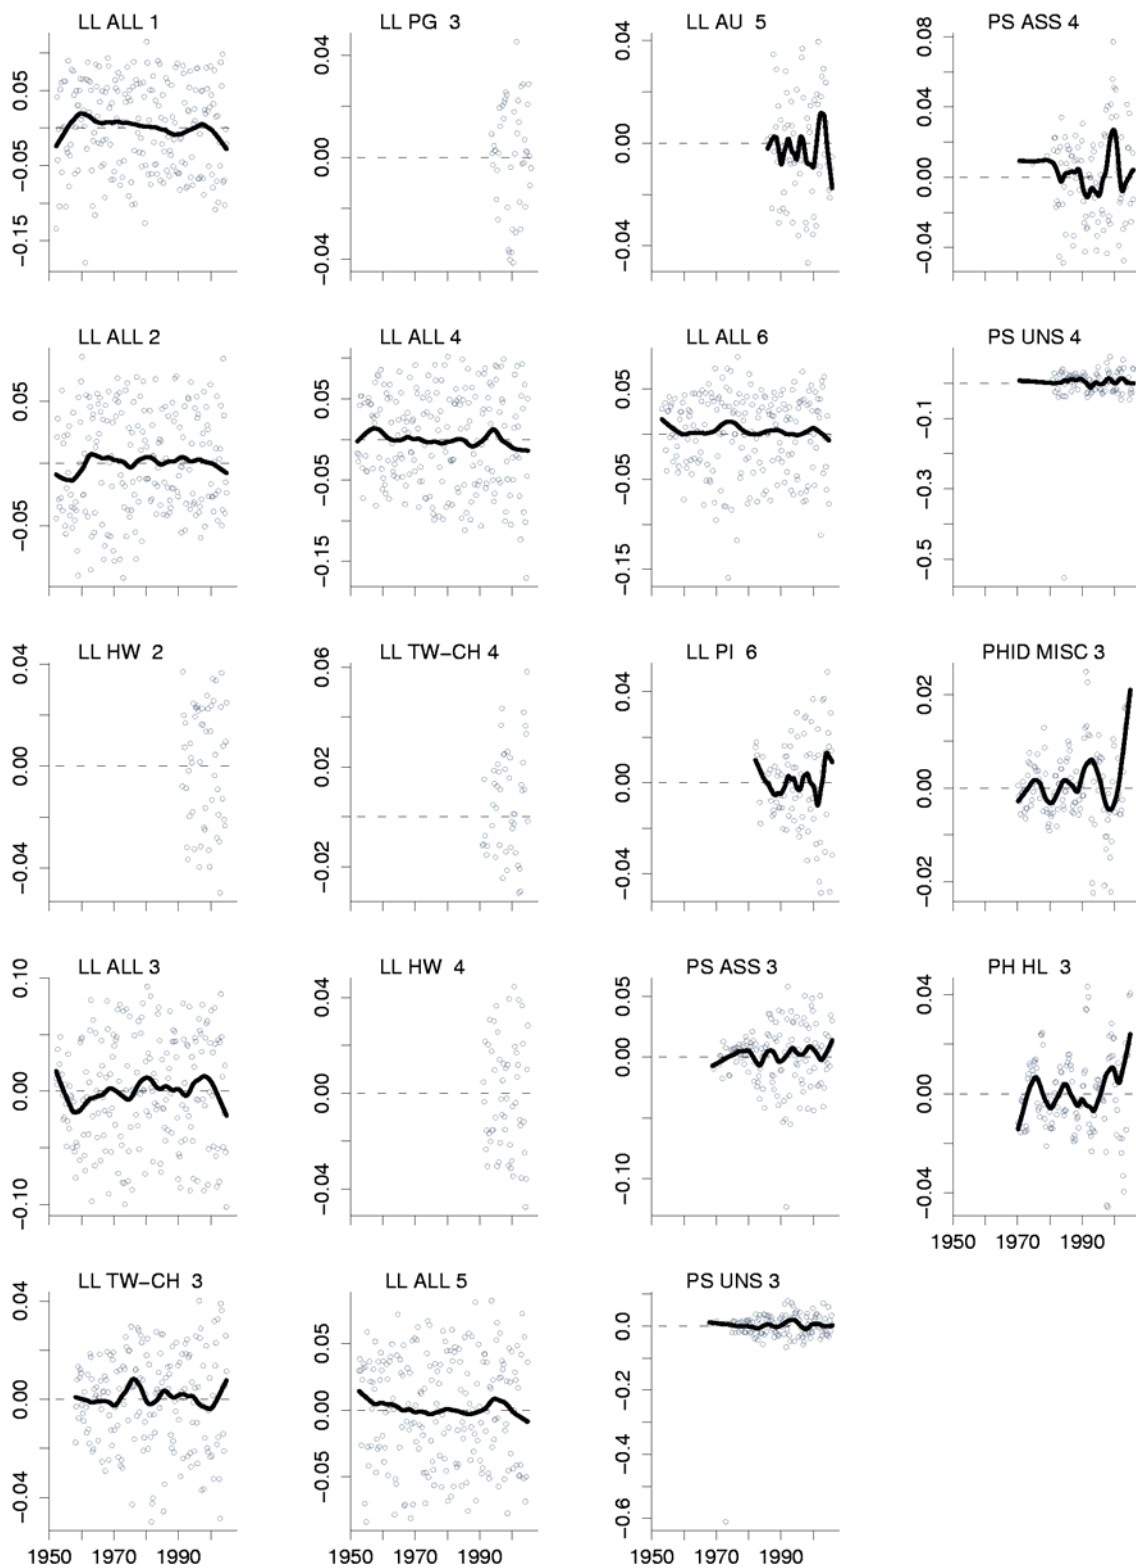 LL ALL 1
0.05
−0.05
−0.15
LL PG 3
0.04
0.00
−0.04
LL AU 5
0.04
0.00
−0.04
PS ASS 4
0.08
0.04
0.00
−0.04
LL ALL 2
0.05
−0.05
LL ALL 4
0.05
−0.05
−0.15
LL ALL 6
0.05
−0.05
−0.15
PS UNS 4
−0.1
−0.3
−0.5
LL HW 2
0.04
0.00
−0.04
LL TW−CH 4
0.06
0.02
−0.02
LL PI 6
0.04
0.00
−0.04
PHID MISC 3
0.02
0.00
−0.02
LL ALL 3
0.10
0.00
−0.10
LL HW 4
0.04
0.00
−0.04
PS ASS 3
0.05
0.00
−0.10
PH HL 3
0.04
0.00
−0.04
1950 1970 1990
LL TW−CH 3
0.04
0.00
−0.04
1950 1970 1990
LL ALL 5
0.05
0.00
−0.05
1950 1970 1990
PS UNS 3
0.0
−0.2
−0.4
−0.6
1950 1970 1990